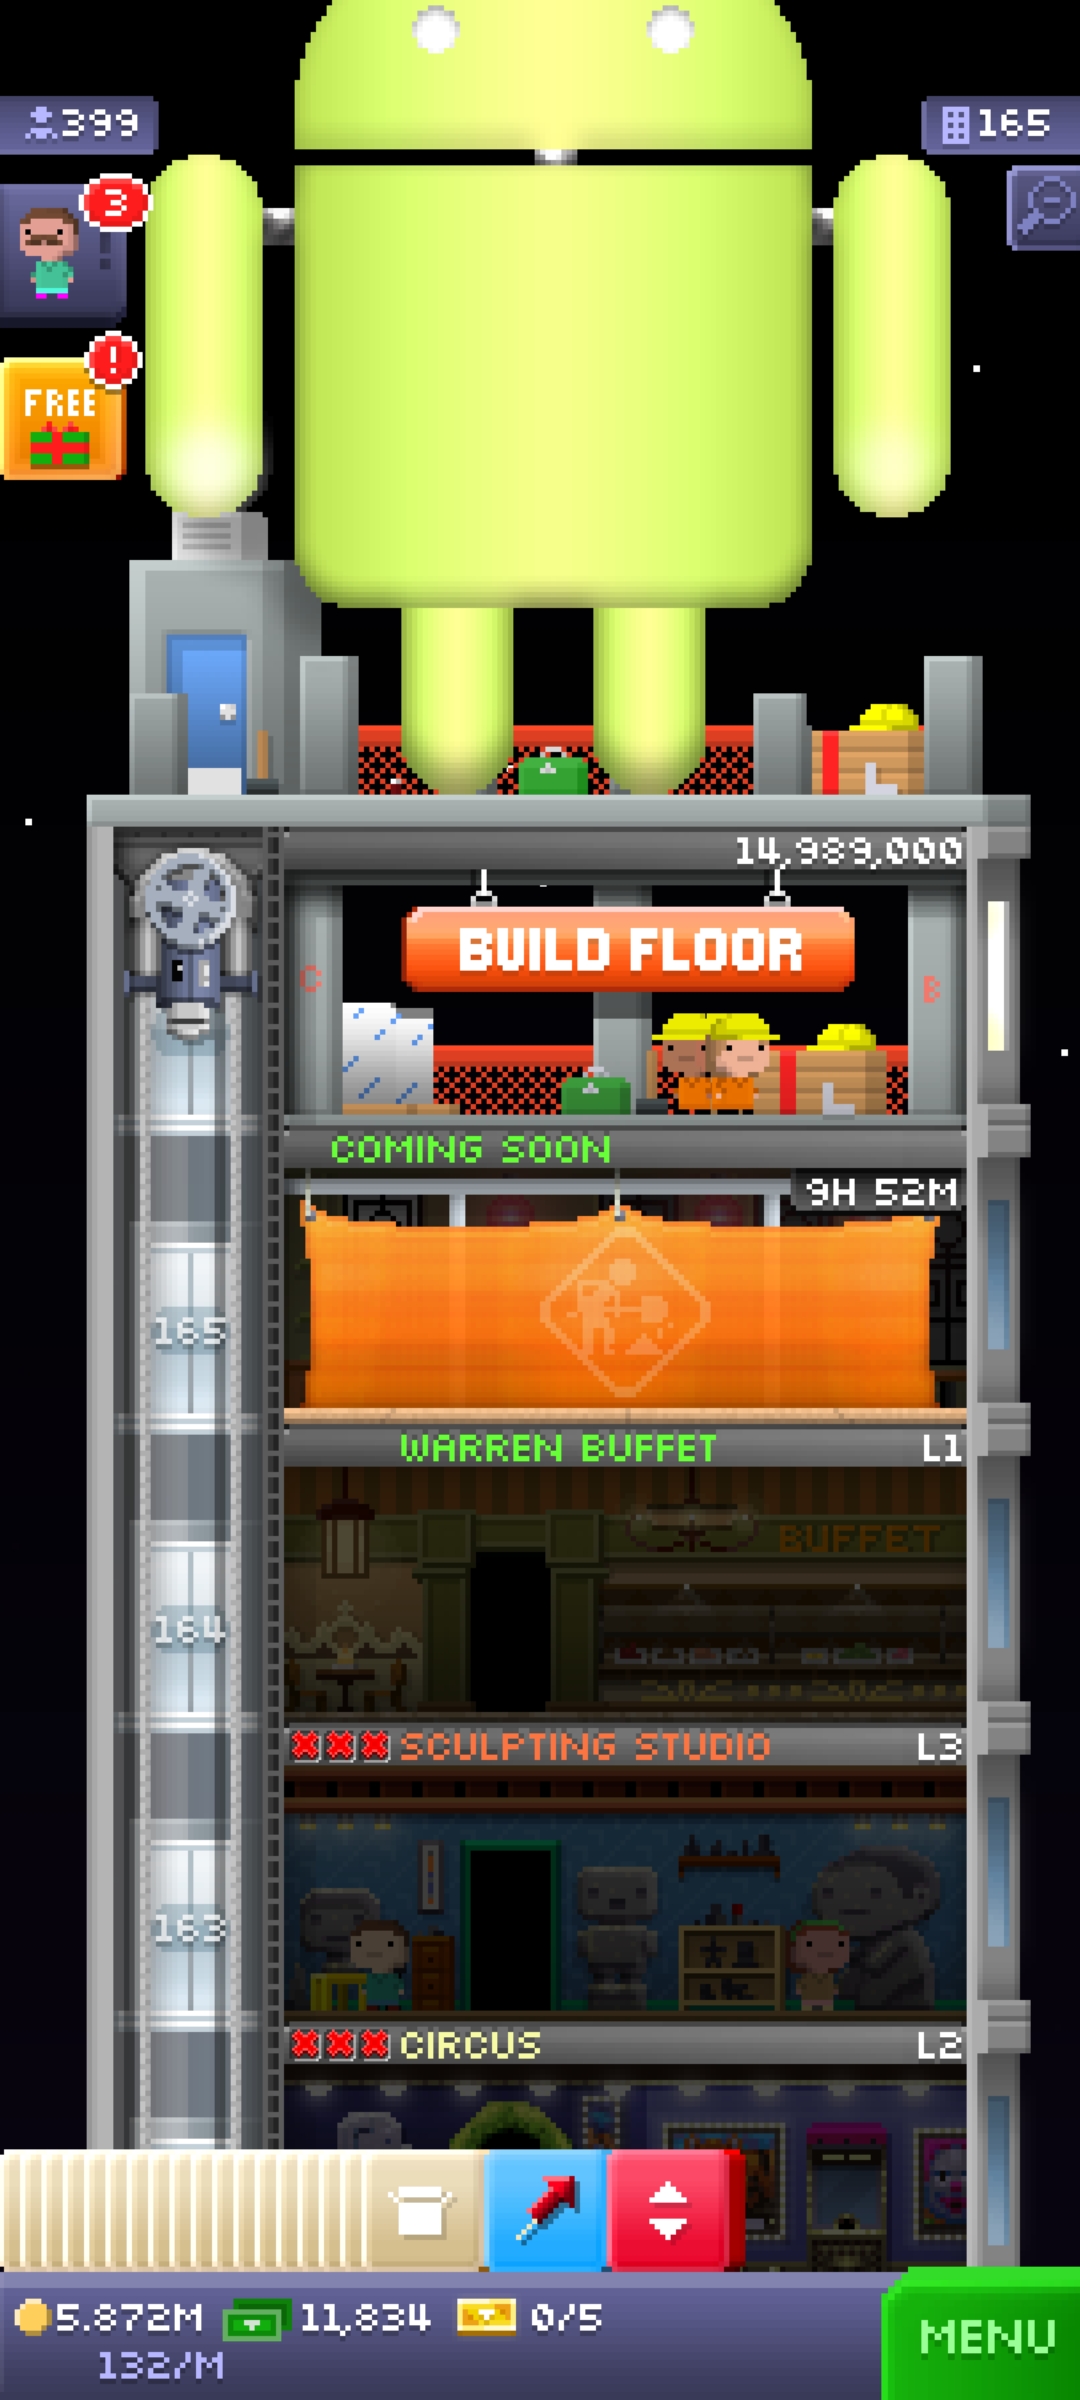 399
165
3
!
FREE
14,989,000
BUILD FLOOR
C
B
COMING SOON
9H 52M
165
WARREN BUFFET L1
BUFFET
164
SCULPTING STUDIO L3
163
CIRCUS L2
5.872M 11,834 0/5
132/M
MENU